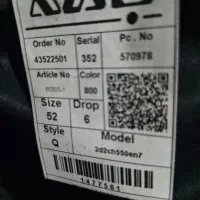 Order No Serial Pc. No
43522501 352 570978
Article No Color
800
Size Drop
52 6
Style Model
Q 2d2ch550en7
1477561